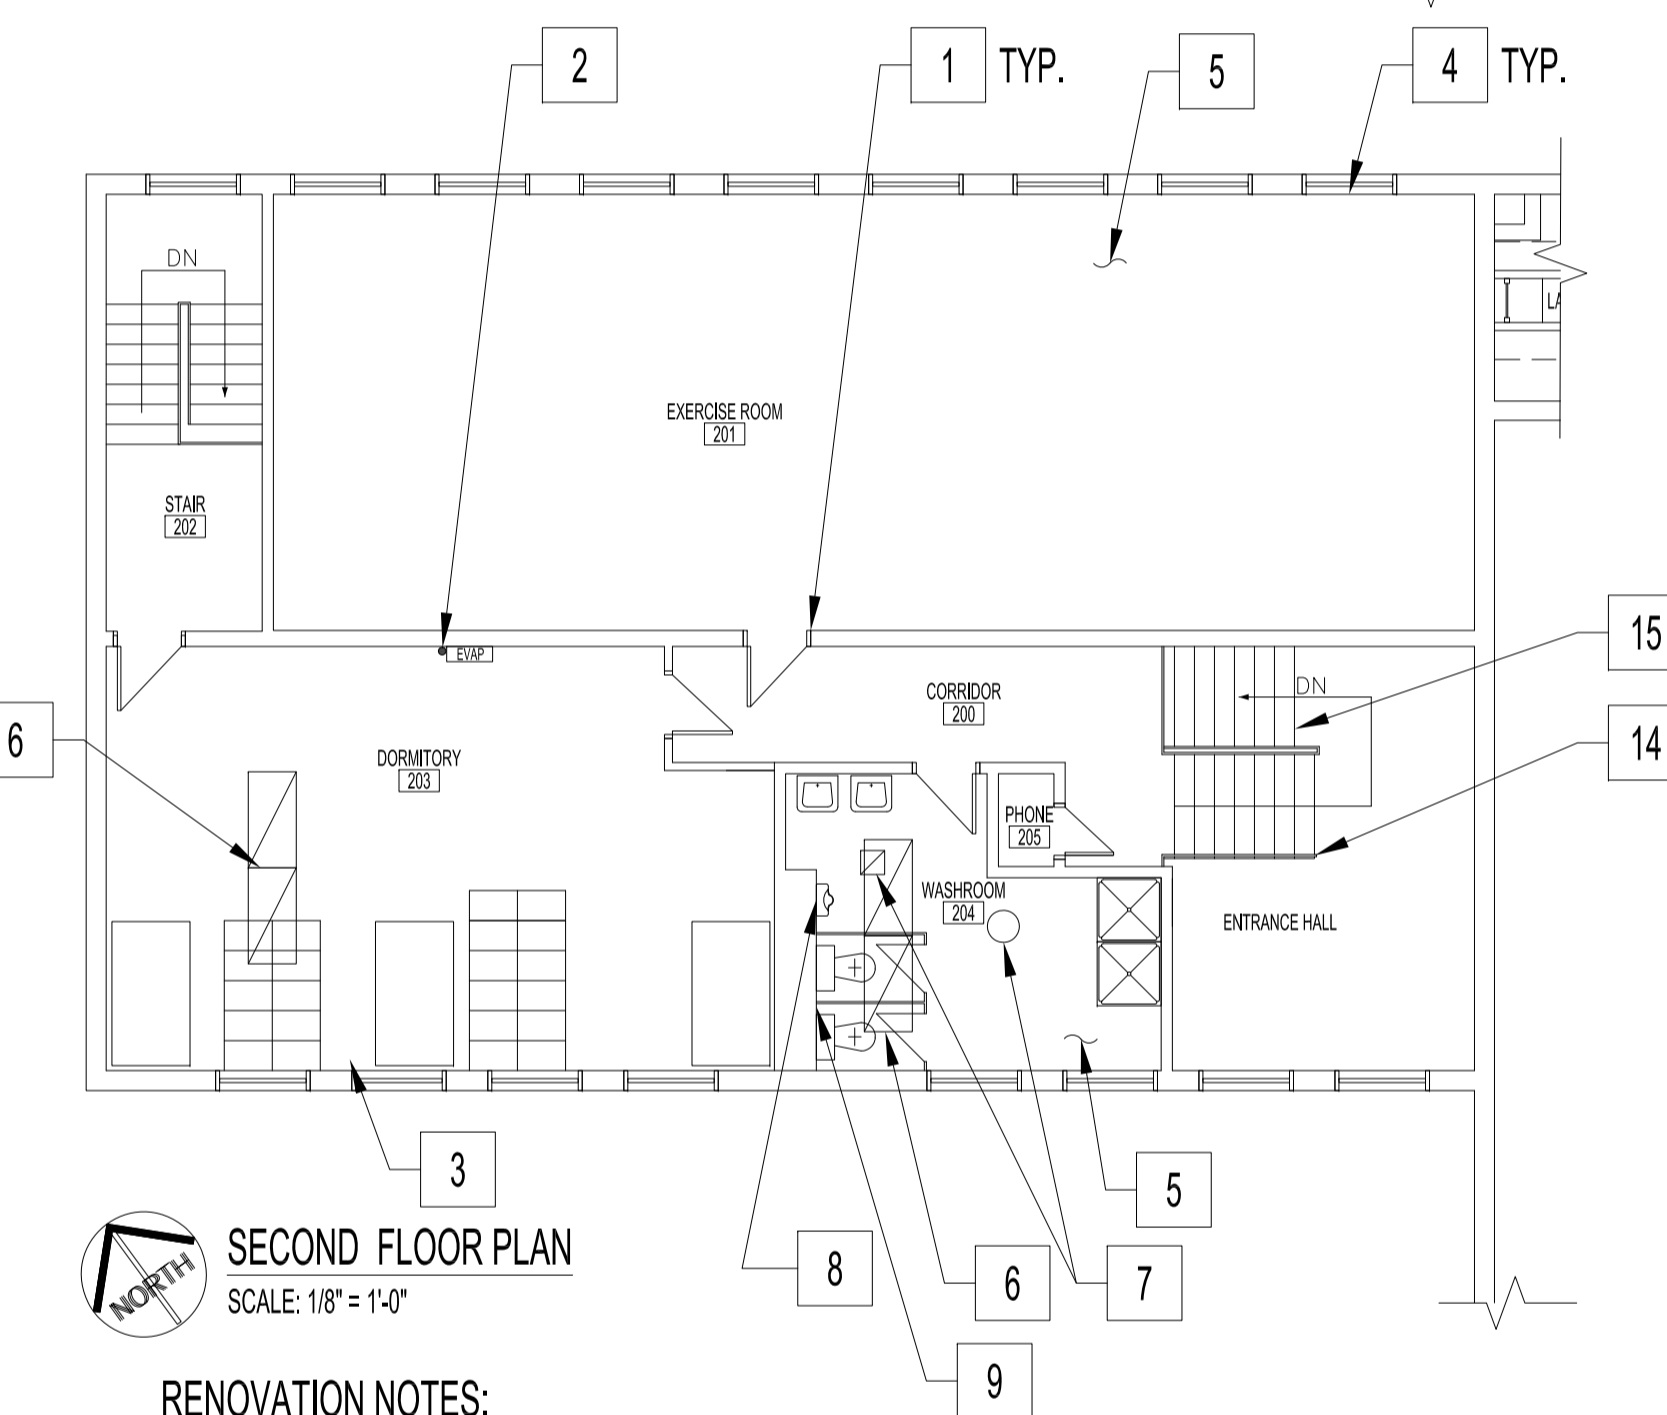 2
1 TYP.
5
4 TYP.
DN
LA
EXERCISE ROOM
201
STAIR
202
15
EVAP
CORRIDOR
200
DN
6
14
DORMITORY
203
PHONE
205
WASHROOM
204
ENTRANCE HALL
3
5
8
6
7
NORTH
SECOND FLOOR PLAN
SCALE: 1/8" = 1'-0"
9
RENOVATION NOTES: